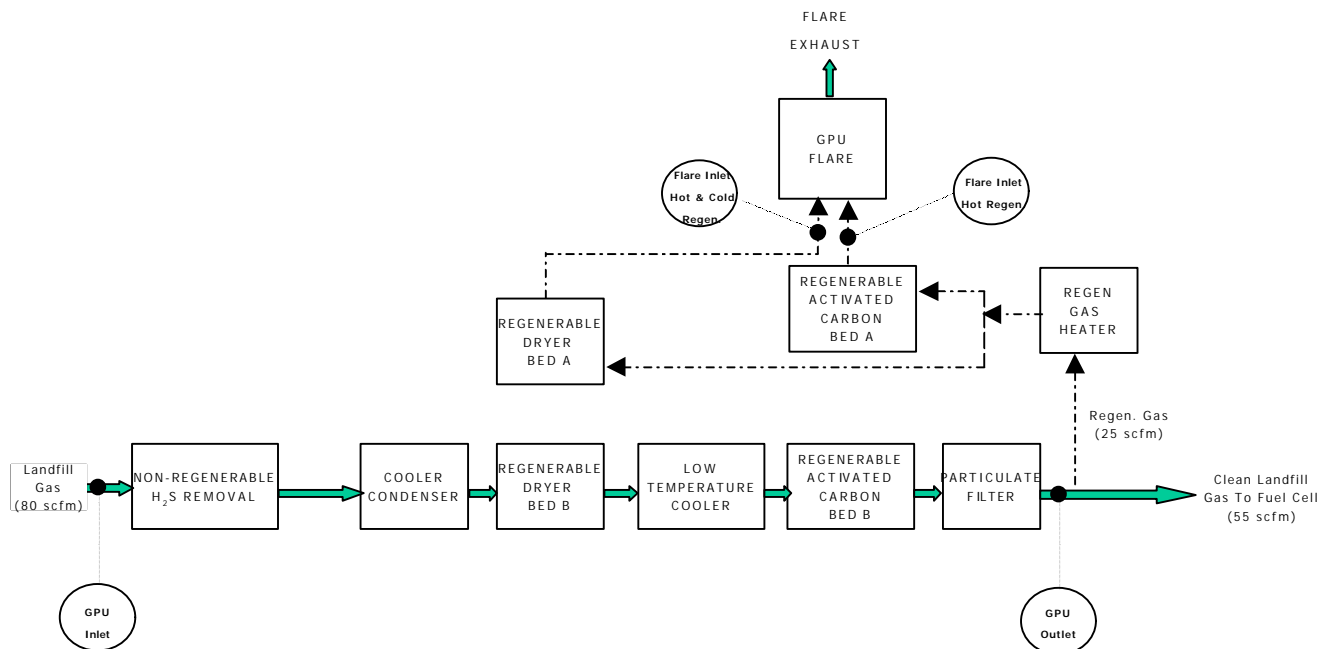 FLARE
EXHAUST
GPU
FLARE
Flare Inlet
Hot & Cold
Regen.
Flare Inlet
Hot Regen.
REGENERABLE
ACTIVATED
CARBON
BED A
REGEN
GAS
HEATER
REGENERABLE
DRYER
BED A
Regen. Gas
(25 scfm)
Landfill
Gas
(80 scfm)
NON-REGENERABLE
H2S REMOVAL
COOLER
CONDENSER
REGENERABLE
DRYER
BED B
LOW
TEMPERATURE
COOLER
REGENERABLE
ACTIVATED
CARBON
BED B
PARTICULATE
FILTER
Clean Landfill
Gas To Fuel Cell
(55 scfm)
GPU
Inlet
GPU
Outlet